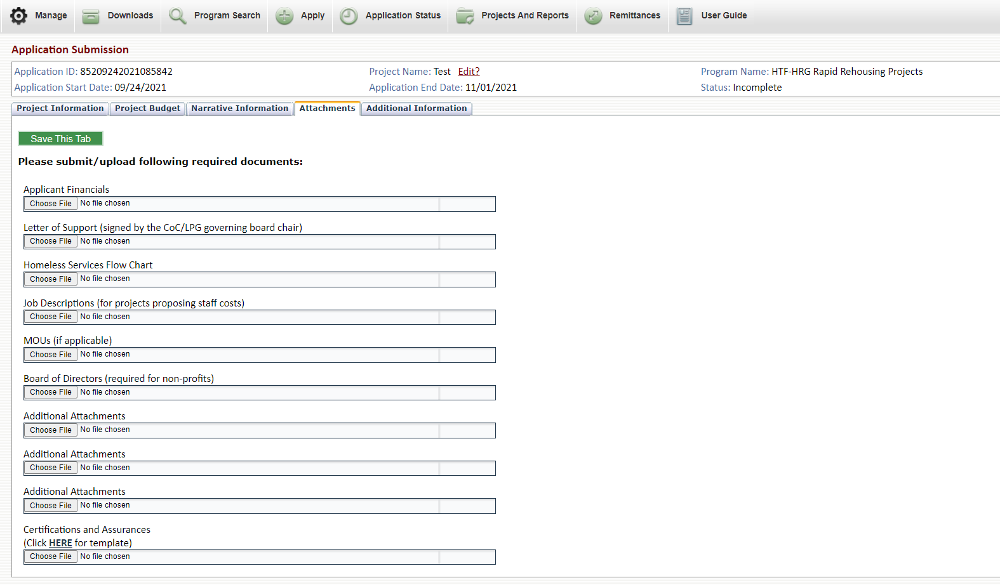 Manage Downloads Program Search Apply Application Status Projects And Reports Remittances User Guide
Application Submission
Application ID: 85209242021085842 Project Name: Test Edit? Program Name: HTF-HRG Rapid Rehousing Projects
Application Start Date: 09/24/2021 Application End Date: 11/01/2021 Status: Incomplete
Project Information Project Budget Narrative Information Attachments Additional Information
Save This Tab
Please submit/upload following required documents:
Applicant Financials
Choose File No file chosen
Letter of Support (signed by the CoC/LPG governing board chair)
Choose File No file chosen
Homeless Services Flow Chart
Choose File No file chosen
Job Descriptions (for projects proposing staff costs)
Choose File No file chosen
MOUs (if applicable)
Choose File No file chosen
Board of Directors (required for non-profits)
Choose File No file chosen
Additional Attachments
Choose File No file chosen
Additional Attachments
Choose File No file chosen
Additional Attachments
Choose File No file chosen
Certifications and Assurances
(Click HERE for template)
Choose File No file chosen